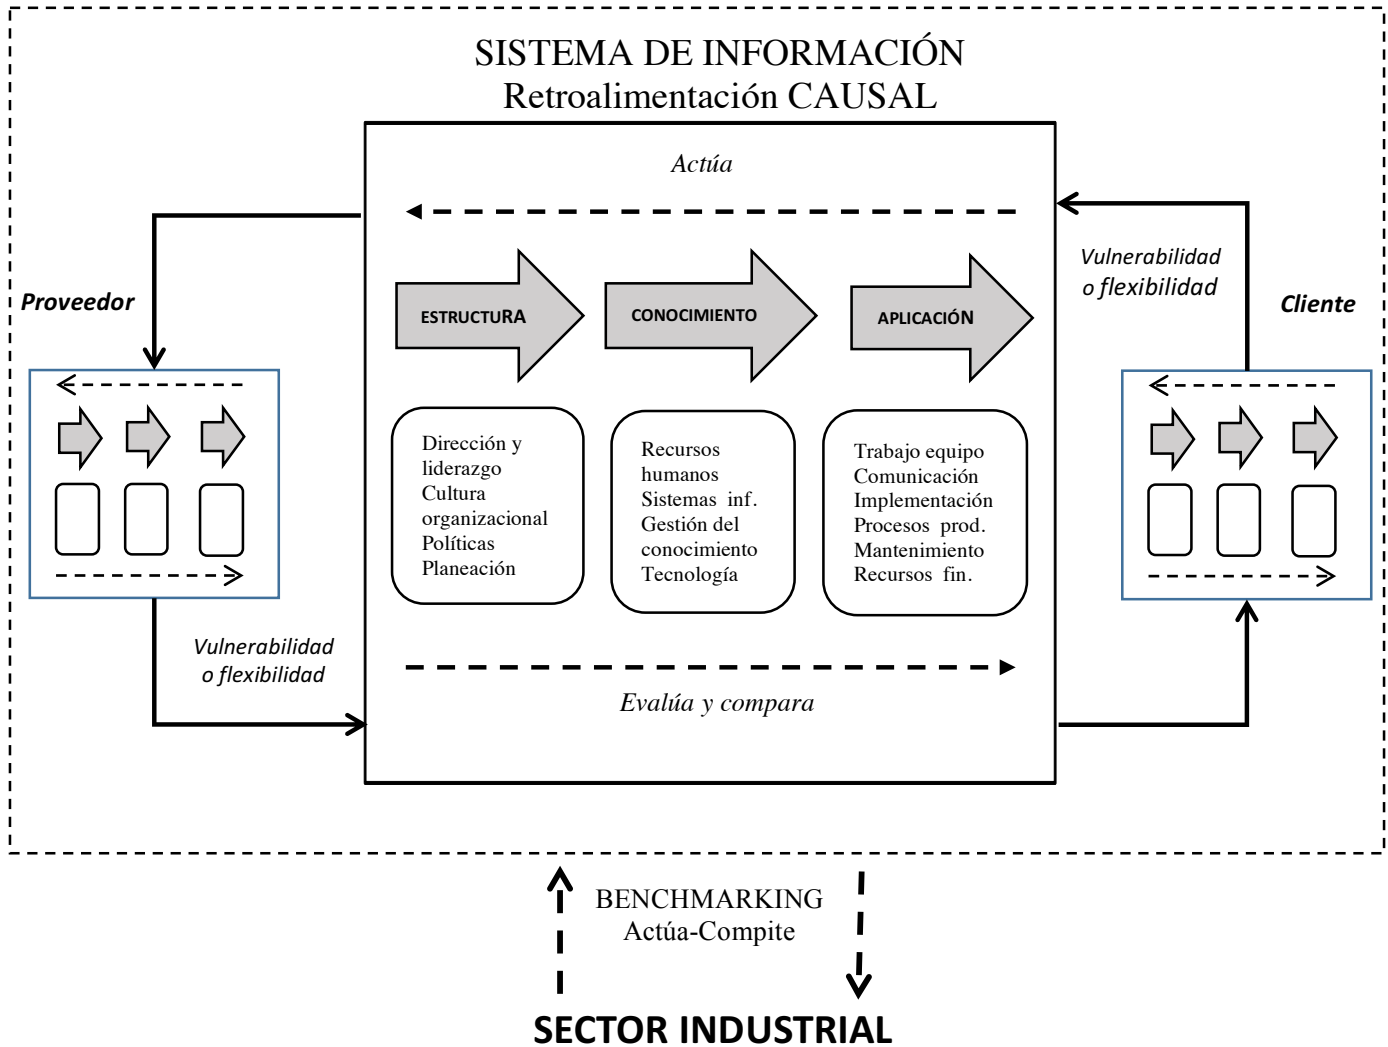 SISTEMA DE INFORMACIÓN
Retroalimentación CAUSAL
Actúa
Proveedor
Vulnerabilidad
o flexibilidad
Cliente
ESTRUCTURA
CONOCIMIENTO
APLICACIÓN
Dirección y
liderazgo
Cultura
organizacional
Políticas
Planeación
Recursos
humanos
Sistemas inf.
Gestión del
conocimiento
Tecnología
Trabajo equipo
Comunicación
Implementación
Procesos prod.
Mantenimiento
Recursos fin.
Vulnerabilidad
o flexibilidad
Evalúa y compara
BENCHMARKING
Actúa-Compite
SECTOR INDUSTRIAL